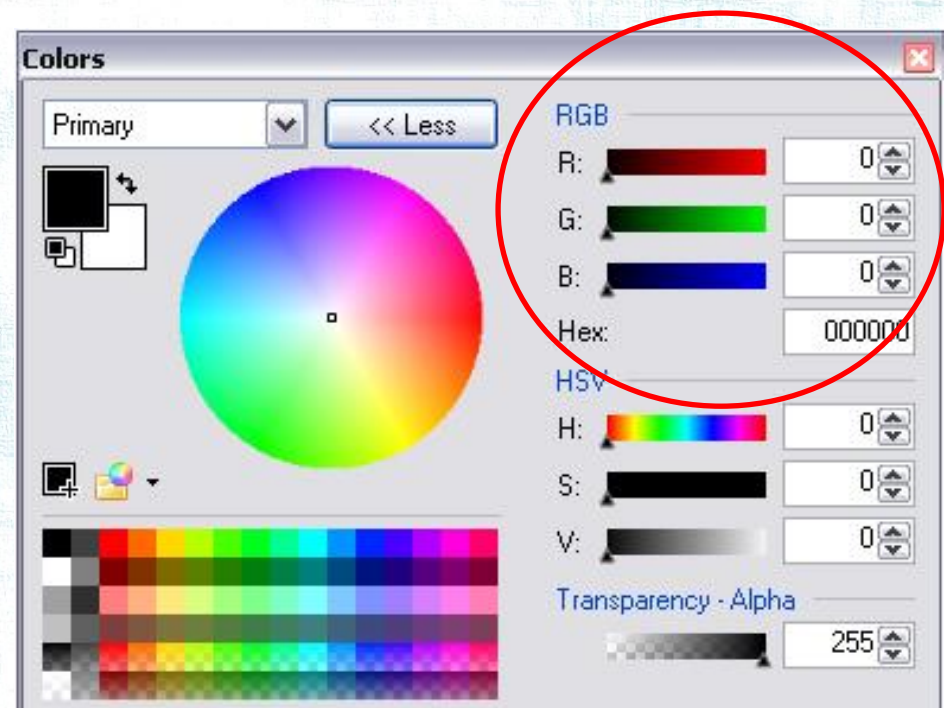 Colors
Primary
<< Less
RGB
R: 0
G: 0
B: 0
Hex: 000000
HSV
H: 0
S: 0
V: 0
Transparency - Alpha
255